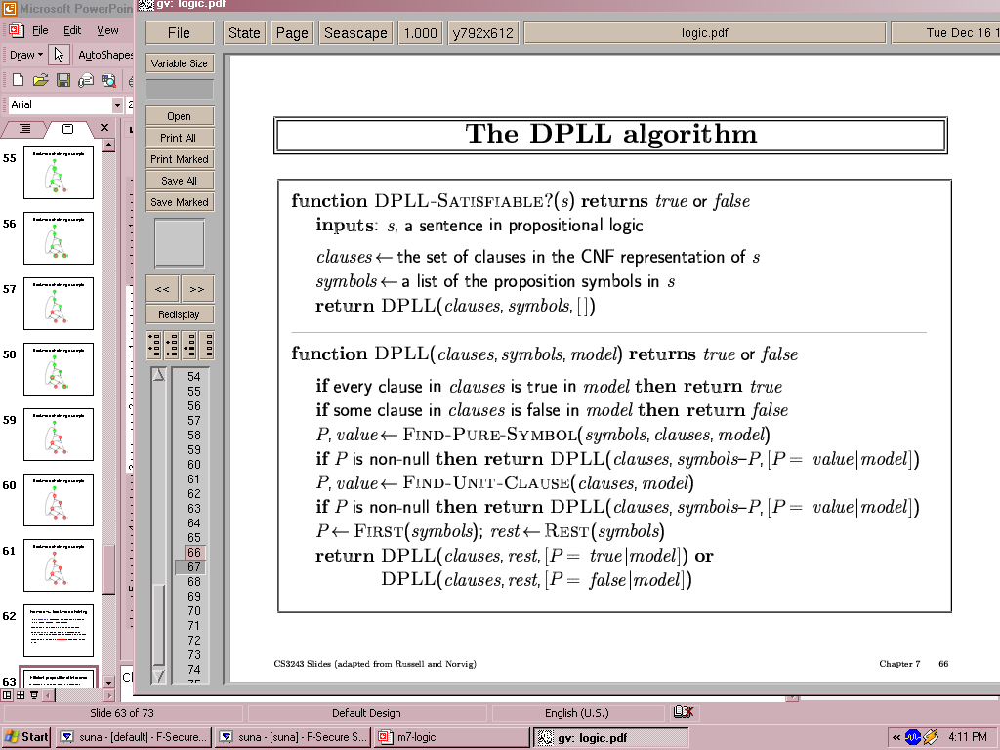 Microsoft PowerPoin
gv: logic.pdf
File Edit View
Draw AutoShapes
Arial 2
File State Page Seascape 1.000 y792x612 logic.pdf Tue Dec 16 1
Variable Size
Open
Print All
Print Marked
Save All
Save Marked
<< >>
Redisplay
54
55
56
57
58
59
60
61
62
63
64
65
66
67
68
69
70
71
72
73
74
55
56
57
58
59
60
61
62
63
The DPLL algorithm
function DPLL-SATISFIABLE?(s) returns true or false
inputs: s, a sentence in propositional logic
clauses ← the set of clauses in the CNF representation of s
symbols ← a list of the proposition symbols in s
return DPLL(clauses, symbols, [ ])
function DPLL(clauses, symbols, model) returns true or false
if every clause in clauses is true in model then return true
if some clause in clauses is false in model then return false
P, value ← FIND-PURE-SYMBOL(symbols, clauses, model)
if P is non-null then return DPLL(clauses, symbols–P, [P = value|model])
P, value ← FIND-UNIT-CLAUSE(clauses, model)
if P is non-null then return DPLL(clauses, symbols–P, [P = value|model])
P ← FIRST(symbols); rest ← REST(symbols)
return DPLL(clauses, rest, [P = true|model]) or
DPLL(clauses, rest, [P = false|model])
CS3243 Slides (adapted from Russell and Norvig) Chapter 7 66
Cl
Slide 63 of 73 Default Design English (U.S.)
Start suna - [default] - F-Secure... suna - [suna] - F-Secure S... m7-logic gv: logic.pdf « 4:11 PM